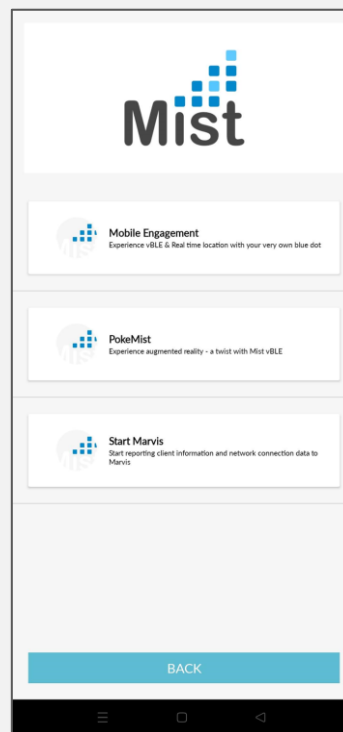 Mist
Mobile Engagement
Experience vBLE & Real time location with your very own blue dot
PokeMist
Experience augmented reality - a twist with Mist vBLE
Start Marvis
Start reporting client information and network connection data to
Marvis
BACK